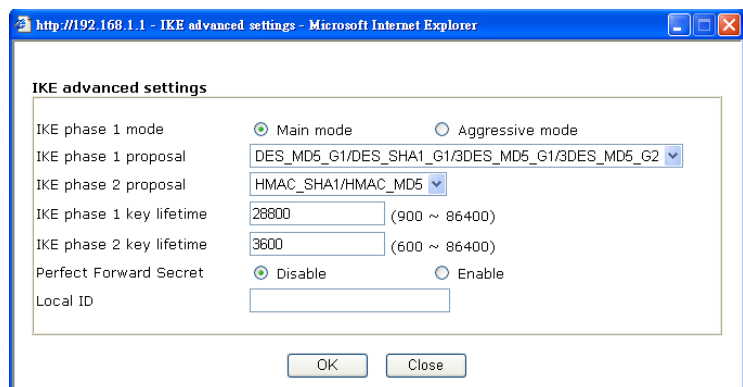 http://192.168.1.1 - IKE advanced settings - Microsoft Internet Explorer
IKE advanced settings
IKE phase 1 mode Main mode Aggressive mode
IKE phase 1 proposal DES_MD5_G1/DES_SHA1_G1/3DES_MD5_G1/3DES_MD5_G2
IKE phase 2 proposal HMAC_SHA1/HMAC_MD5
IKE phase 1 key lifetime 28800 (900 ~ 86400)
IKE phase 2 key lifetime 3600 (600 ~ 86400)
Perfect Forward Secret Disable Enable
Local ID
OK Close